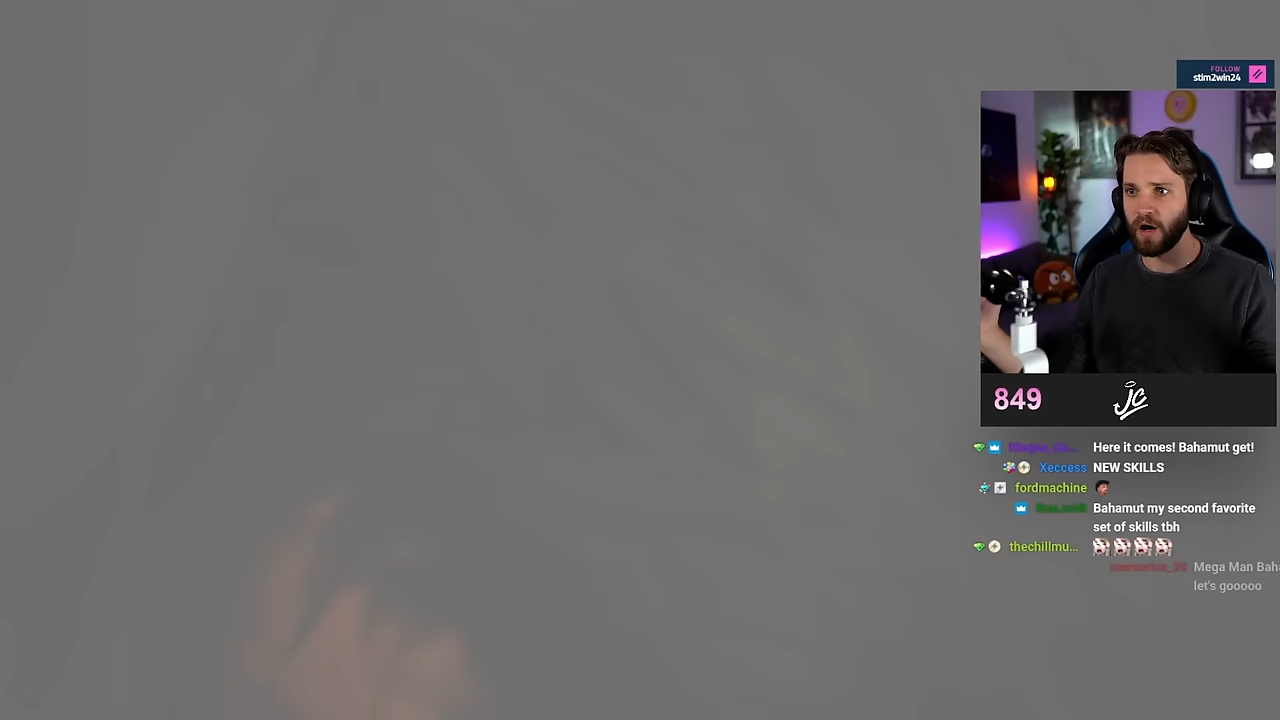 FOLLOW
stim2win24
849
jc
Here it comes! Bahamut get!
Xeccess NEW SKILLS
fordmachine
Bahamut my second favorite
set of skills tbh
thechillmu...
Mega Man Baha
let's gooooo